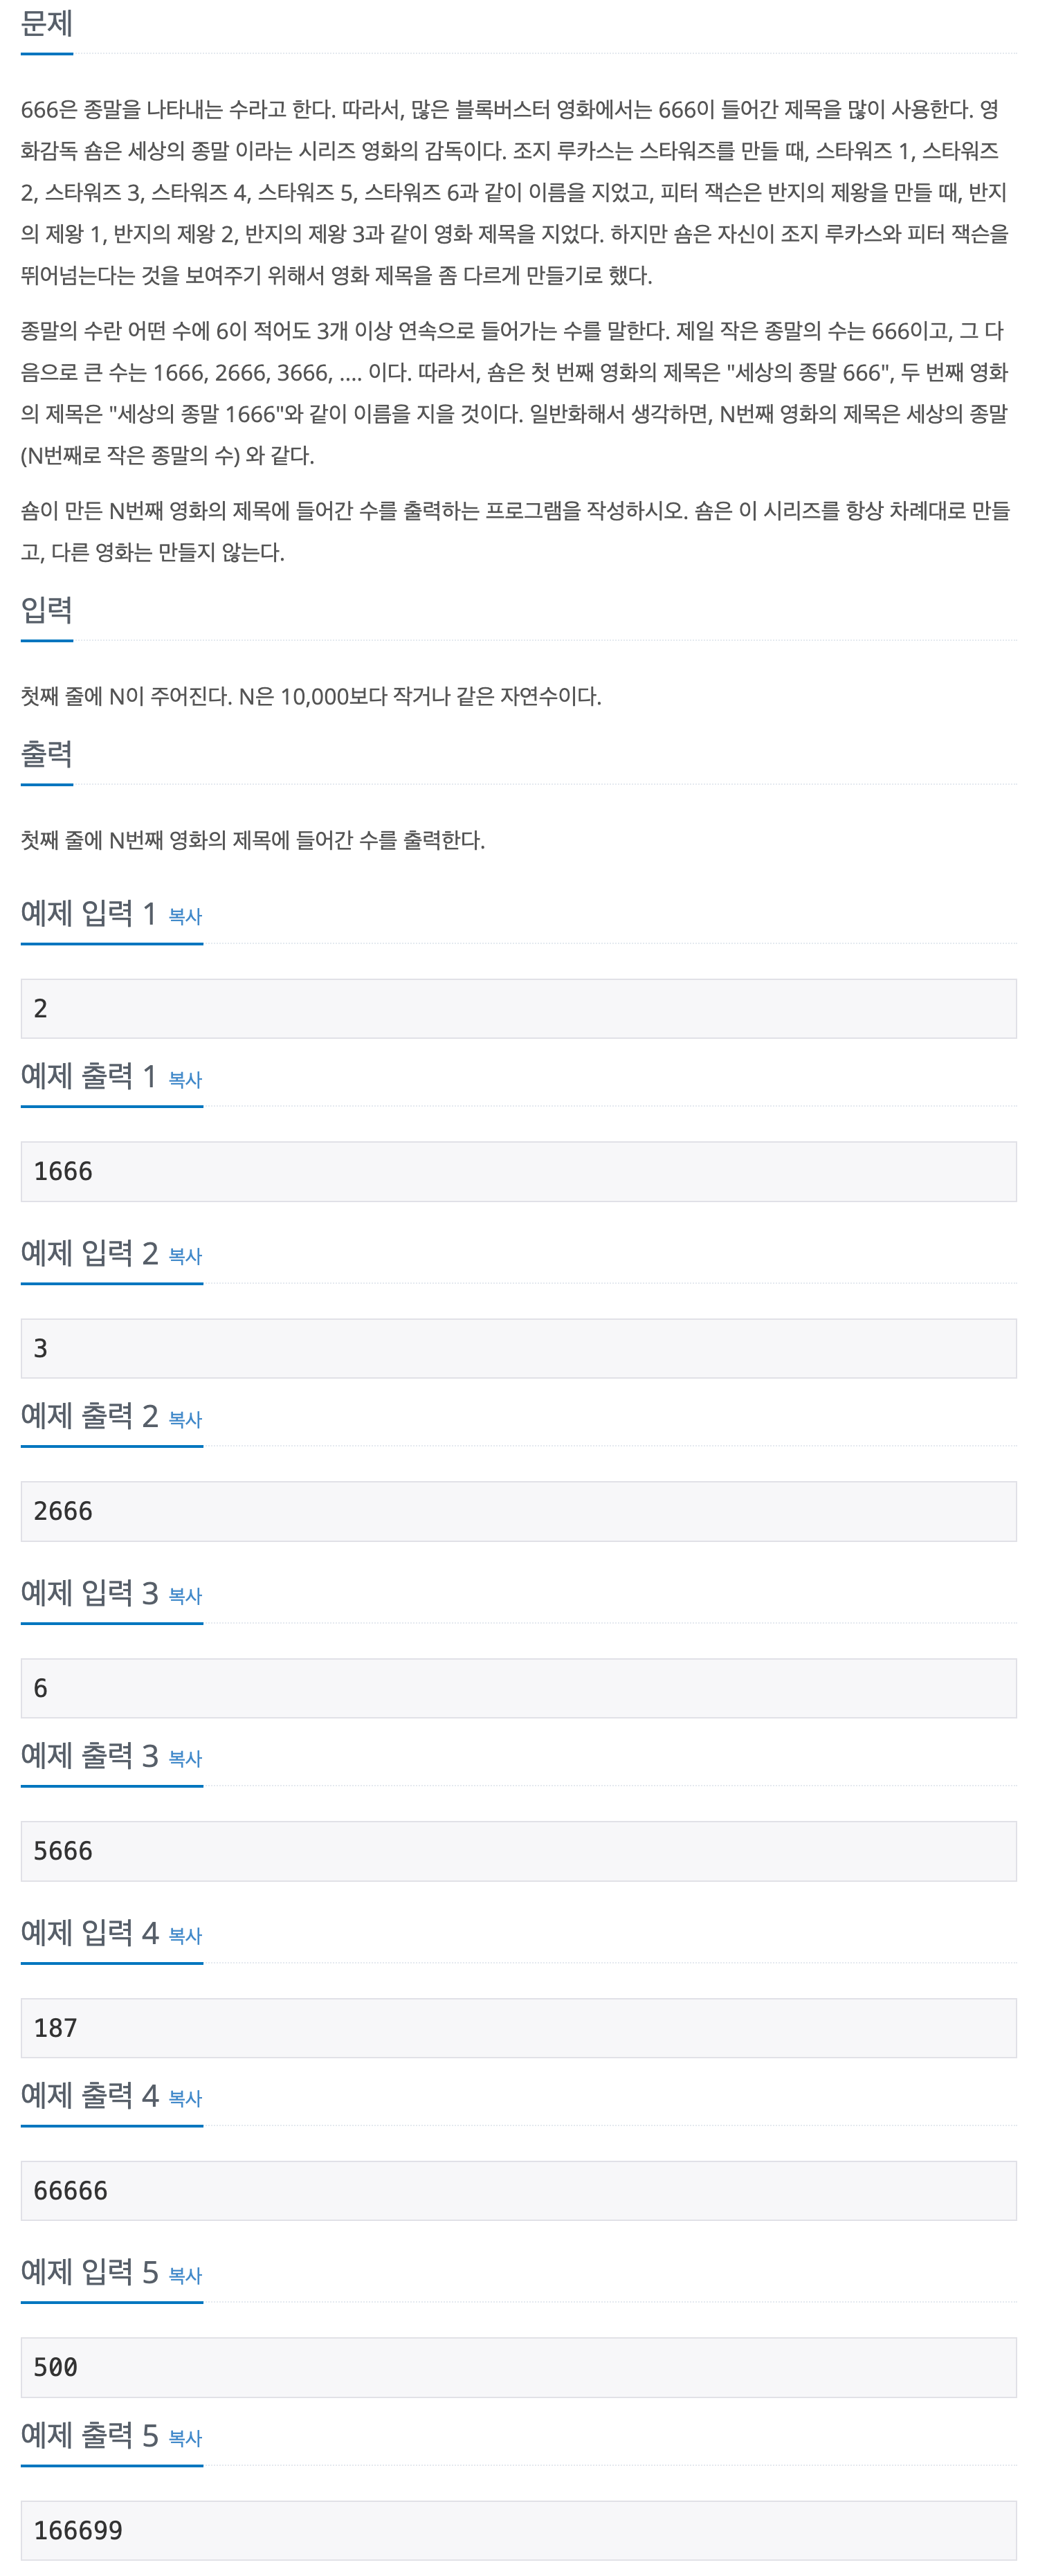 문제
666은 종말을 나타내는 수라고 한다. 따라서, 많은 블록버스터 영화에서는 666이 들어간 제목을 많이 사용한다. 영
화감독 숌은 세상의 종말 이라는 시리즈 영화의 감독이다. 조지 루카스는 스타워즈를 만들 때, 스타워즈 1, 스타워즈
2, 스타워즈 3, 스타워즈 4, 스타워즈 5, 스타워즈 6과 같이 이름을 지었고, 피터 잭슨은 반지의 제왕을 만들 때, 반지
의 제왕 1, 반지의 제왕 2, 반지의 제왕 3과 같이 영화 제목을 지었다. 하지만 숌은 자신이 조지 루카스와 피터 잭슨을
뛰어넘는다는 것을 보여주기 위해서 영화 제목을 좀 다르게 만들기로 했다.
종말의 수란 어떤 수에 6이 적어도 3개 이상 연속으로 들어가는 수를 말한다. 제일 작은 종말의 수는 666이고, 그 다
음으로 큰 수는 1666, 2666, 3666, .... 이다. 따라서, 숌은 첫 번째 영화의 제목은 "세상의 종말 666", 두 번째 영화
의 제목은 "세상의 종말 1666"와 같이 이름을 지을 것이다. 일반화해서 생각하면, N번째 영화의 제목은 세상의 종말
(N번째로 작은 종말의 수) 와 같다.
숌이 만든 N번째 영화의 제목에 들어간 수를 출력하는 프로그램을 작성하시오. 숌은 이 시리즈를 항상 차례대로 만들
고, 다른 영화는 만들지 않는다.
입력
첫째 줄에 N이 주어진다. N은 10,000보다 작거나 같은 자연수이다.
출력
첫째 줄에 N번째 영화의 제목에 들어간 수를 출력한다.
예제 입력 1 복사
2
예제 출력 1 복사
1666
예제 입력 2 복사
3
예제 출력 2 복사
2666
예제 입력 3 복사
6
예제 출력 3 복사
5666
예제 입력 4 복사
187
예제 출력 4 복사
66666
예제 입력 5 복사
500
예제 출력 5 복사
166699